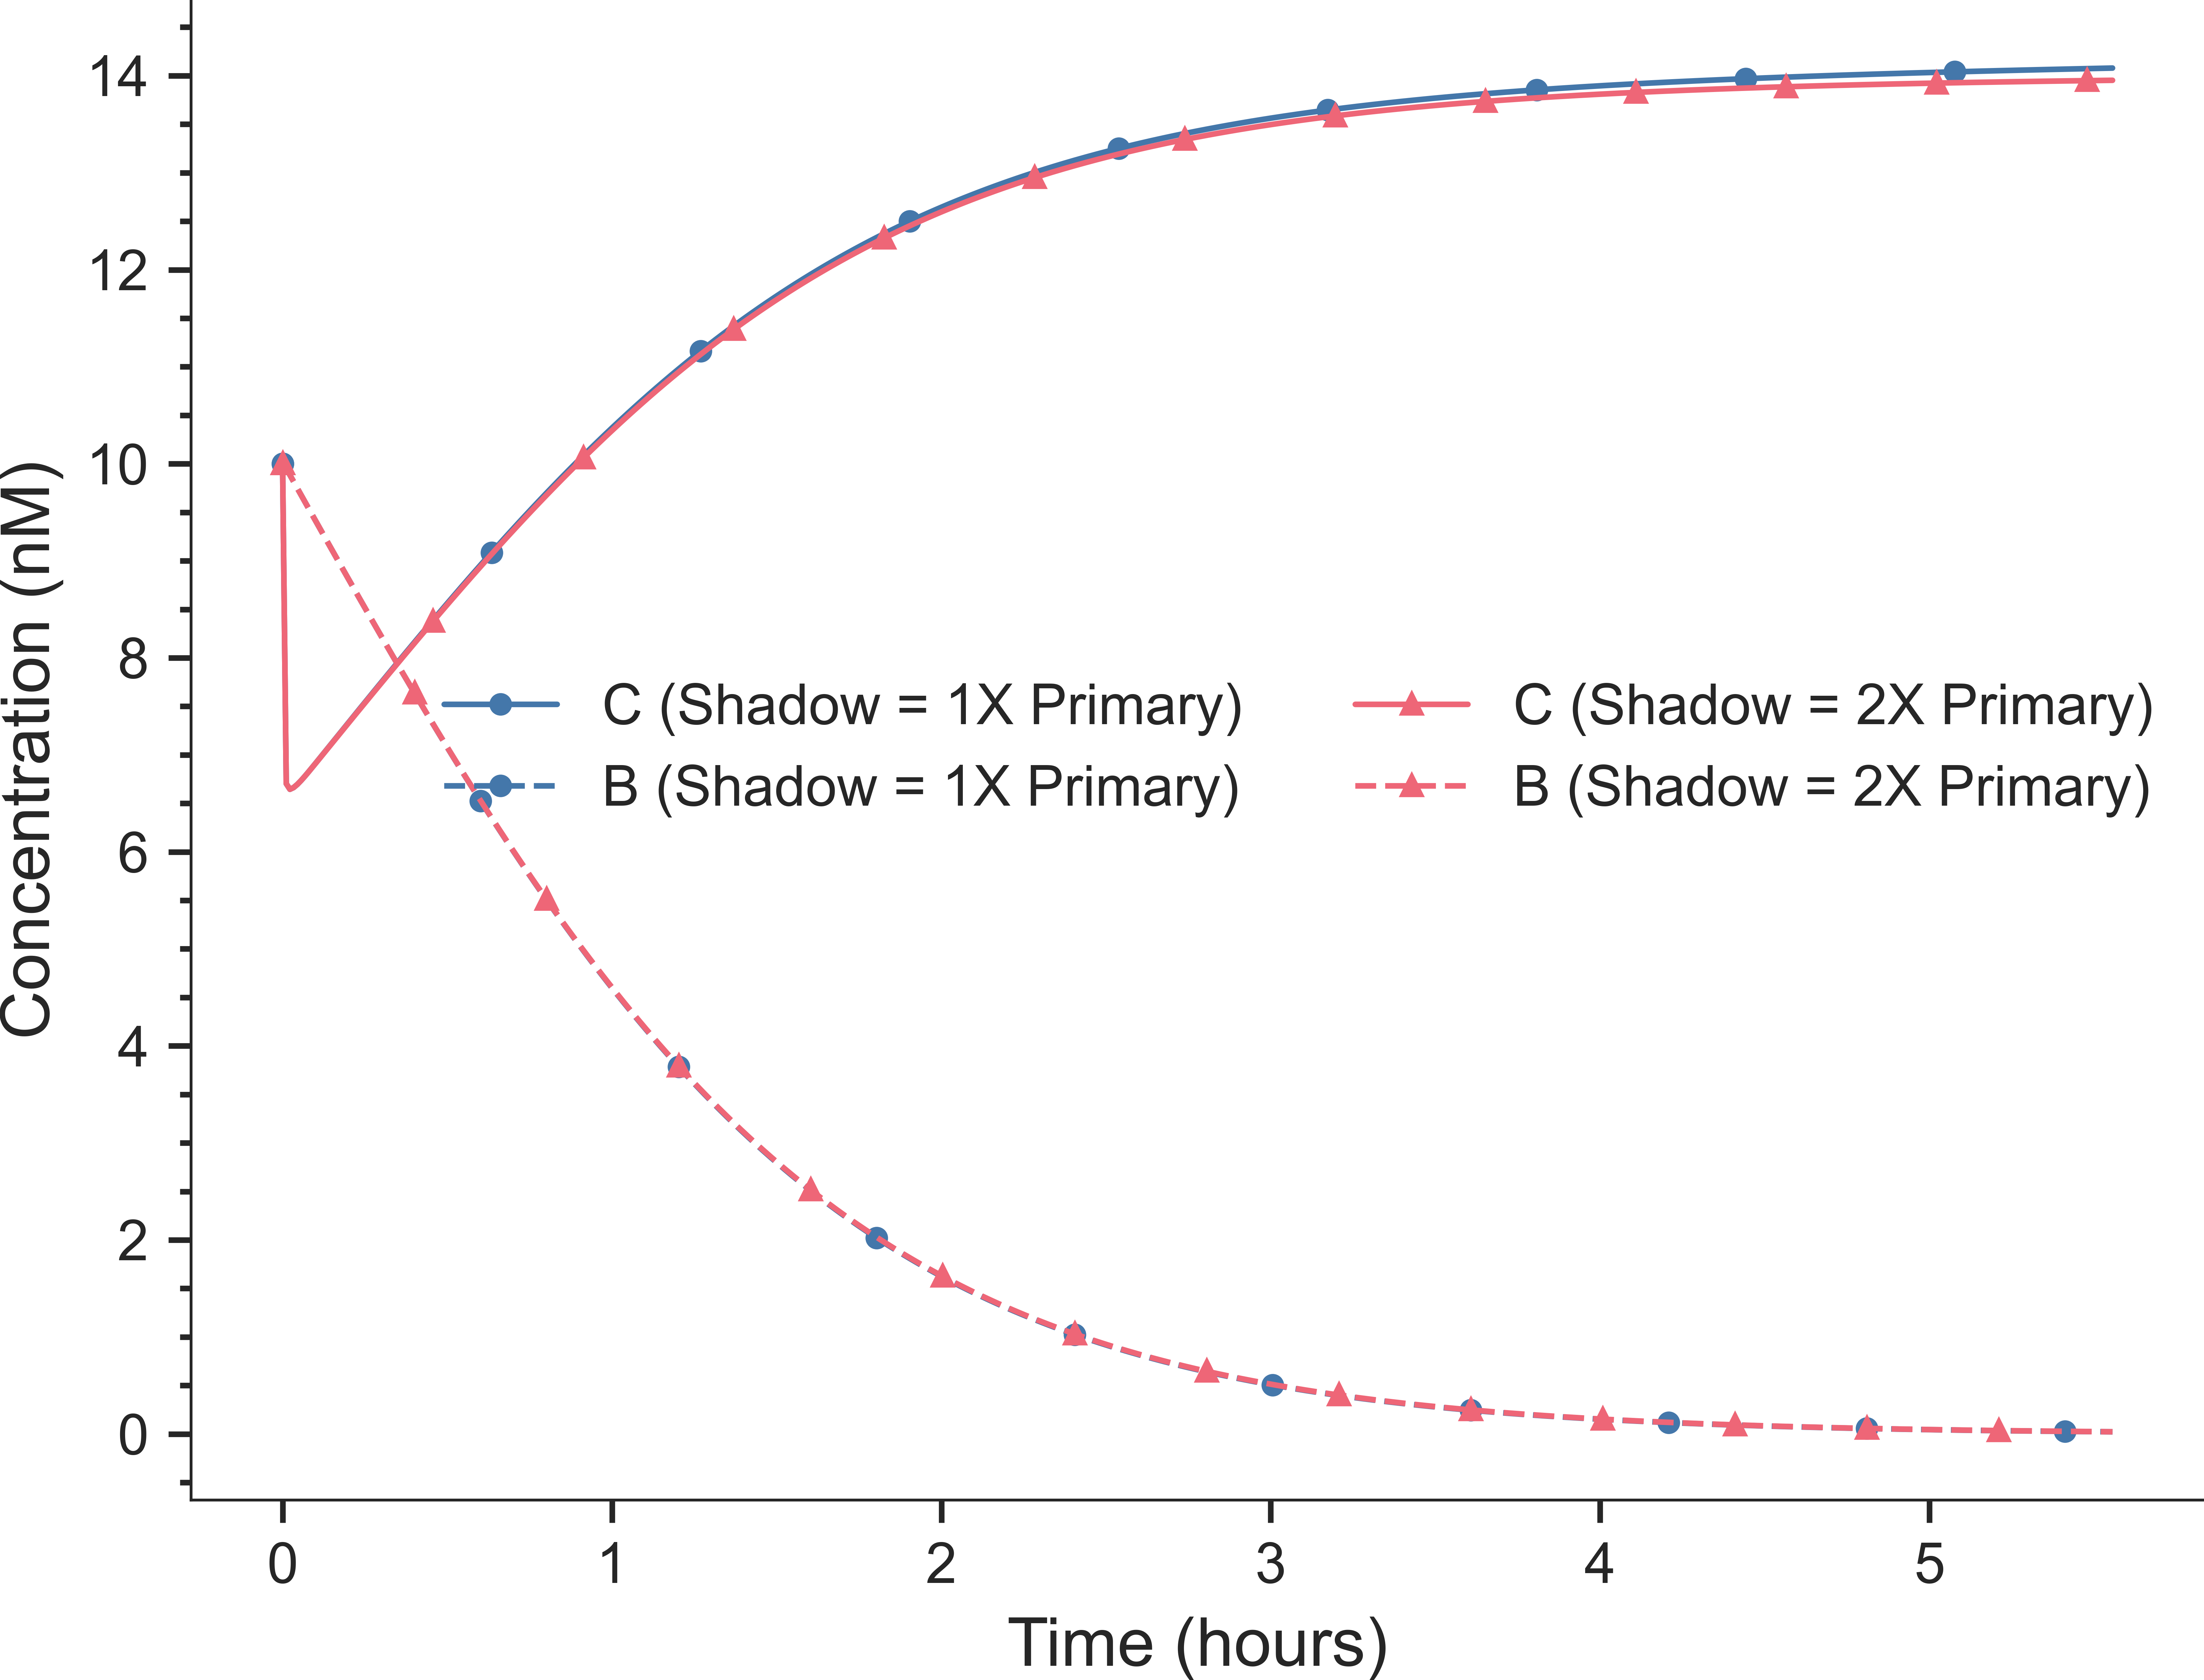 Concentration (nM)
14
12
10
8
6
4
2
0
C (Shadow = 1X Primary)
B (Shadow = 1X Primary)
C (Shadow = 2X Primary)
B (Shadow = 2X Primary)
0 1 2 3 4 5
Time (hours)